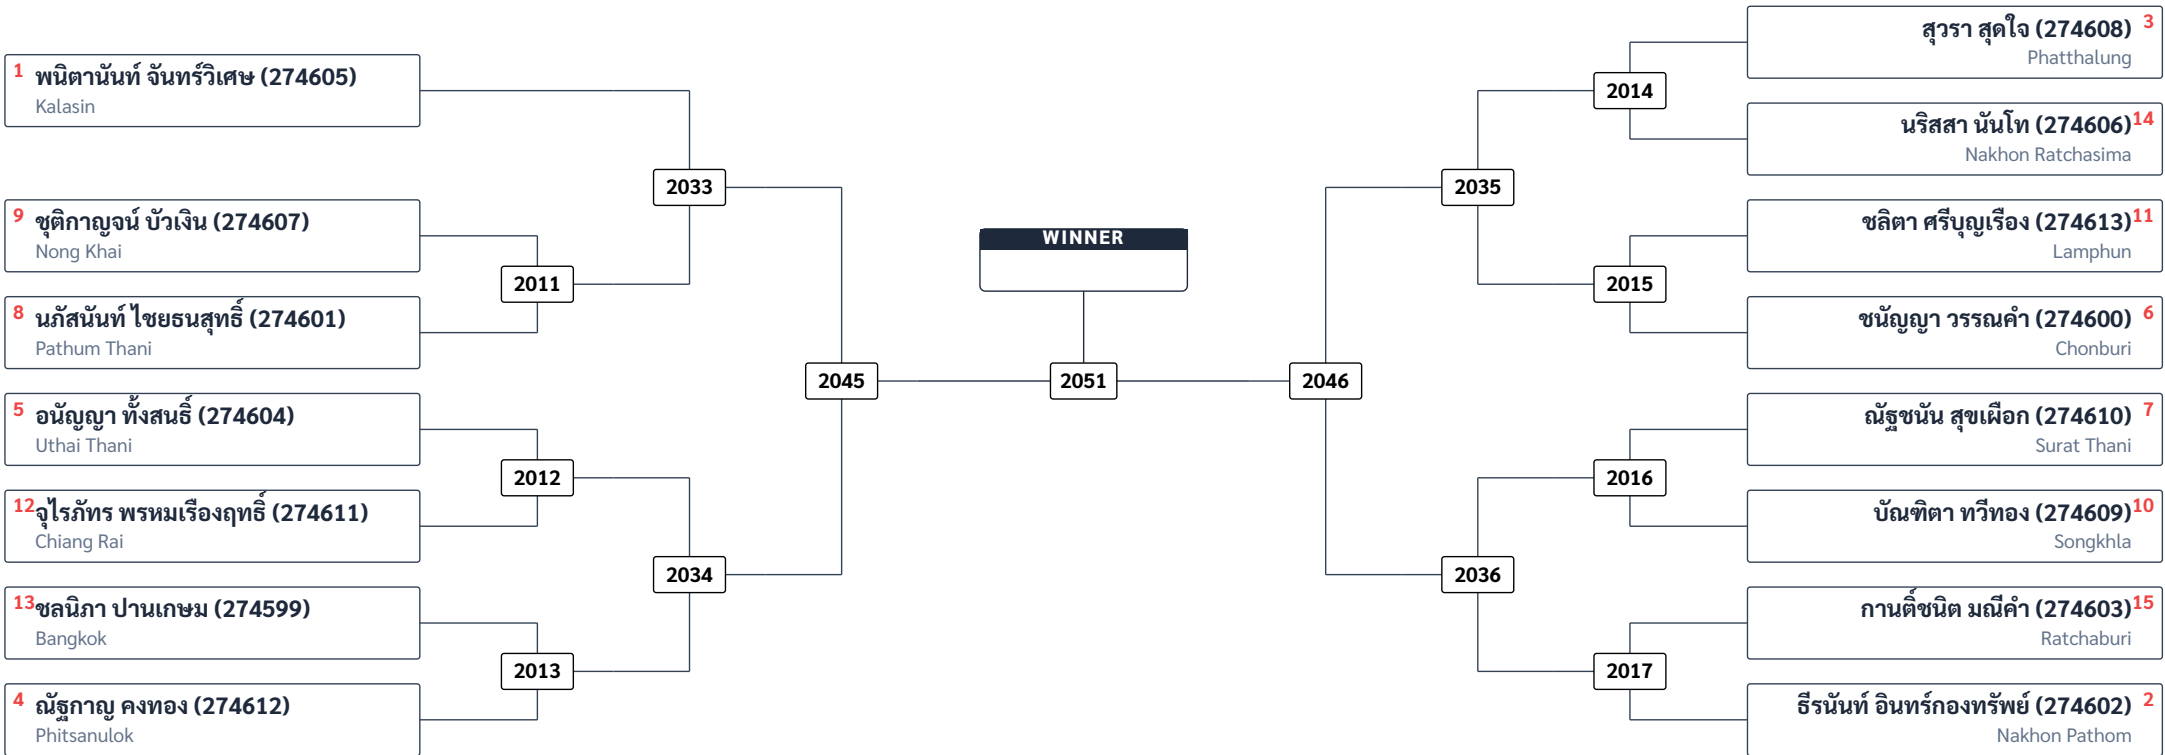 1 พนิตานันท์ จันทร์วิเศษ (274605)
Kalasin
9 ชุติกาญจน์ บัวเงิน (274607)
Nong Khai
8 นภัสนันท์ ไชยธนสุทธิ์ (274601)
Pathum Thani
5 อนัญญา ทั้งสนธิ์ (274604)
Uthai Thani
12 จุไรภัทร พรหมเรืองฤทธิ์ (274611)
Chiang Rai
13 ชลนิภา ปานเกษม (274599)
Bangkok
4 ณัฐกาญ คงทอง (274612)
Phitsanulok
2011
2012
2013
2033
2034
2045
WINNER
2051
2046
2035
2036
2014
2015
2016
2017
สุวรา สุดใจ (274608) 3
Phatthalung
นริสสา นันโท (274606) 14
Nakhon Ratchasima
ชลิตา ศรีบุญเรือง (274613) 11
Lamphun
ชนัญญา วรรณคำ (274600) 6
Chonburi
ณัฐชนัน สุขเผือก (274610) 7
Surat Thani
บัณฑิตา ทวีทอง (274609) 10
Songkhla
กานติ์ชนิต มณีคำ (274603) 15
Ratchaburi
ธีรนันท์ อินทร์กองทรัพย์ (274602) 2
Nakhon Pathom